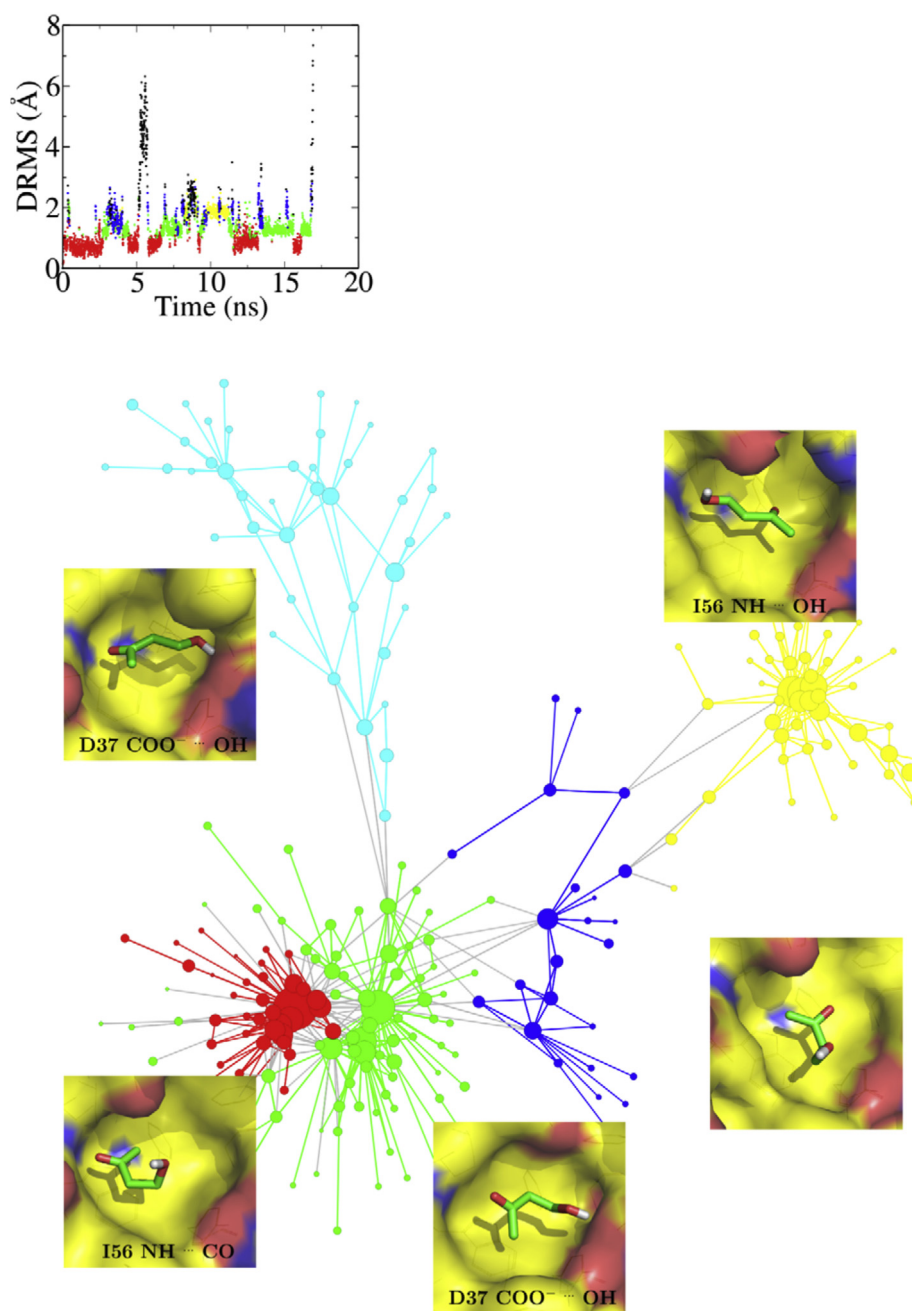 8
6
4
2
0
DRMS (Å)
0 5 10 15 20
Time (ns)
I56 NH ··· OH
D37 COO⁻ ··· OH
I56 NH ··· CO
D37 COO⁻ ··· OH